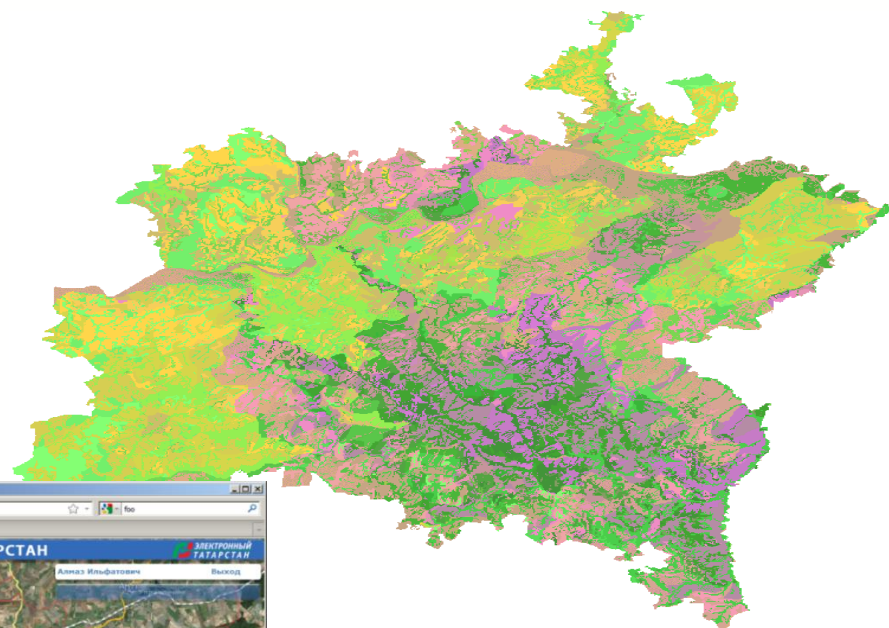 foo
РСТАН
ЭЛЕКТРОННЫЙ
ТАТАРСТАН
Алмаз Ильфатович
Выход